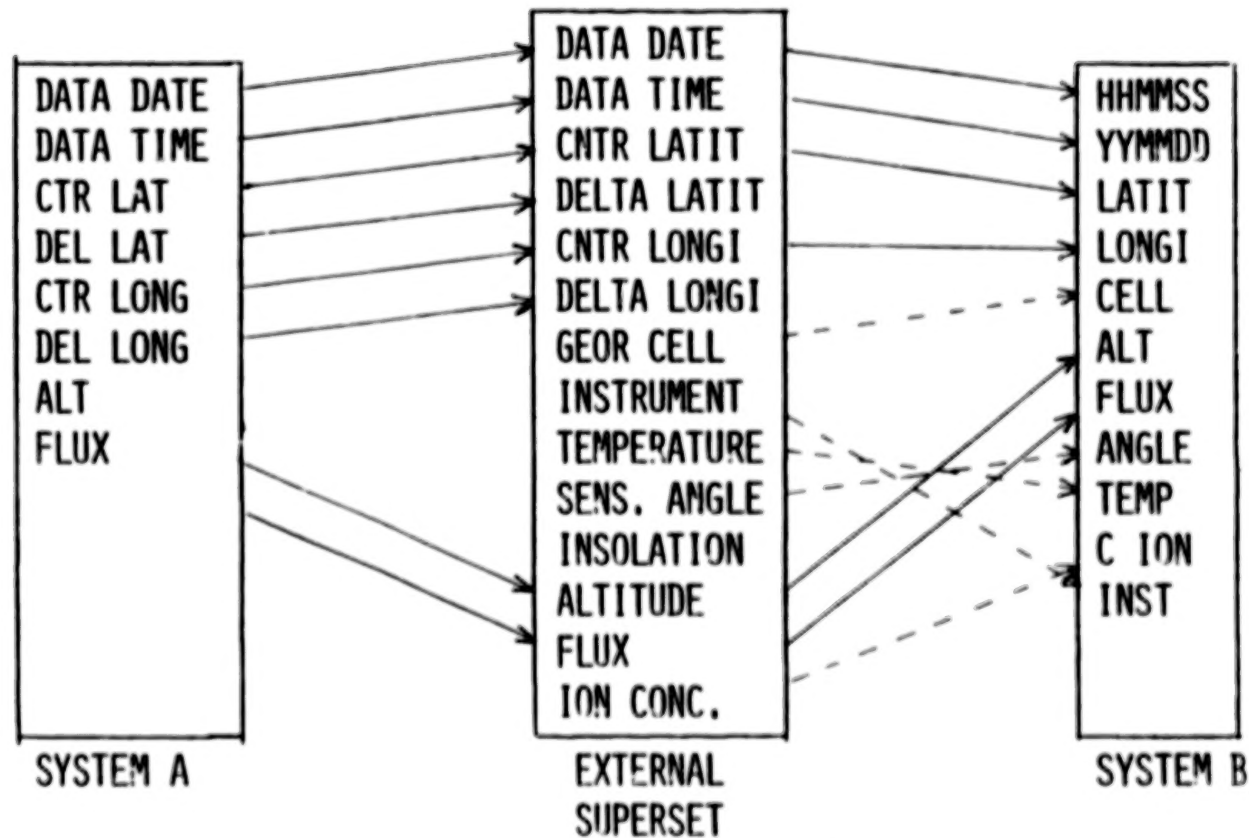 DATA DATE
DATA TIME
CTR LAT
DEL LAT
CTR LONG
DEL LONG
ALT
FLUX
SYSTEM A
DATA DATE
DATA TIME
CNTR LATIT
DELTA LATIT
CNTR LONGI
DELTA LONGI
GEOR CELL
INSTRUMENT
TEMPERATURE
SENS. ANGLE
INSOLATION
ALTITUDE
FLUX
ION CONC.
EXTERNAL
SUPERSET
HHMMSS
YYMMDD
LATIT
LONGI
CELL
ALT
FLUX
ANGLE
TEMP
C ION
INST
SYSTEM B